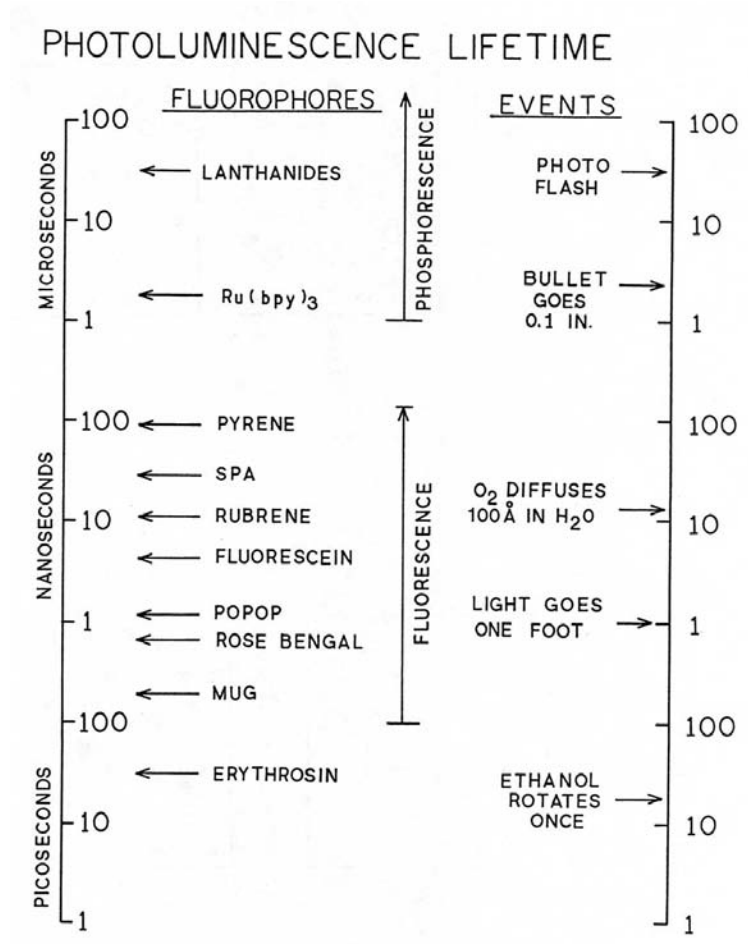 PHOTOLUMINESCENCE LIFETIME
FLUOROPHORES
EVENTS
MICROSECONDS
100
10
1
NANOSECONDS
100
10
1
PICOSECONDS
100
10
1
LANTHANIDES
Ru(bpy)₃
PYRENE
SPA
RUBRENE
FLUORESCEIN
POPOP
ROSE BENGAL
MUG
ERYTHROSIN
PHOSPHORESCENCE
FLUORESCENCE
PHOTO
FLASH
BULLET
GOES
0.1 IN.
O₂ DIFFUSES
100Å IN H₂O
LIGHT GOES
ONE FOOT
ETHANOL
ROTATES
ONCE
100
10
1
100
10
1
100
10
1